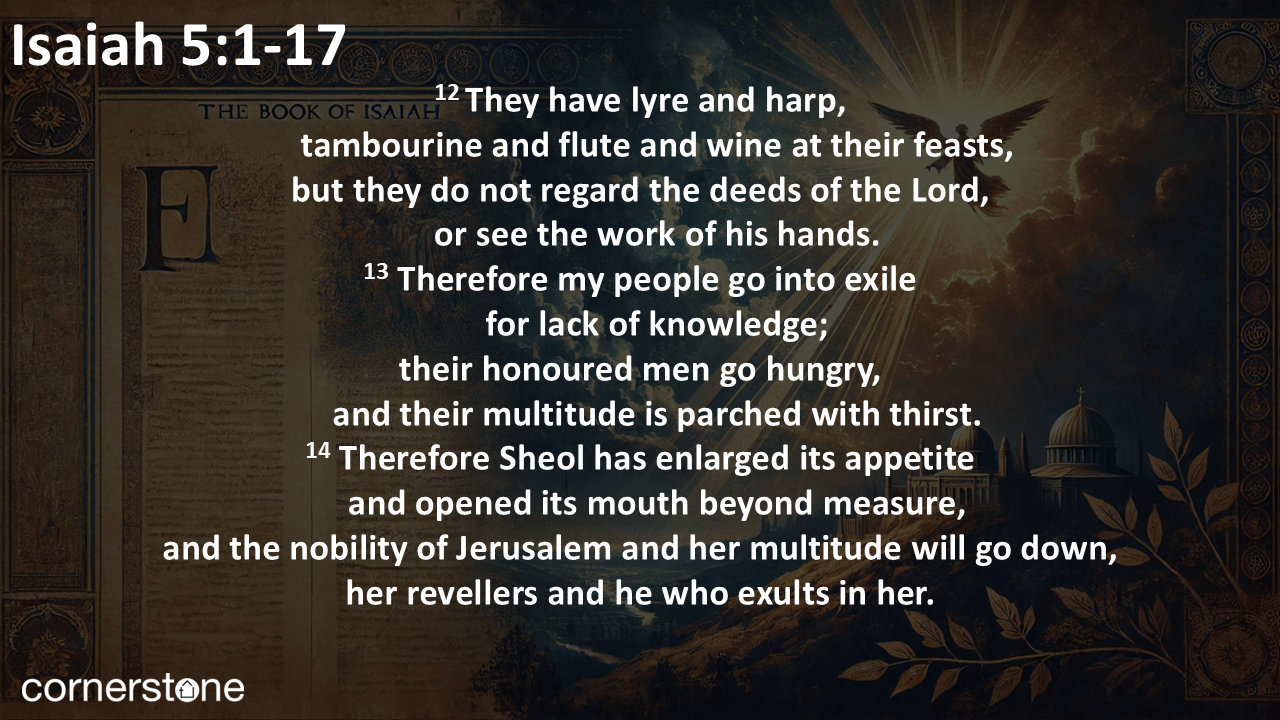 Isaiah 5:1-17
THE BOOK OF ISAIAH
E
12 They have lyre and harp,
tambourine and flute and wine at their feasts,
but they do not regard the deeds of the Lord,
or see the work of his hands.
13 Therefore my people go into exile
for lack of knowledge;
their honoured men go hungry,
and their multitude is parched with thirst.
14 Therefore Sheol has enlarged its appetite
and opened its mouth beyond measure,
and the nobility of Jerusalem and her multitude will go down,
her revellers and he who exults in her.
cornerstone